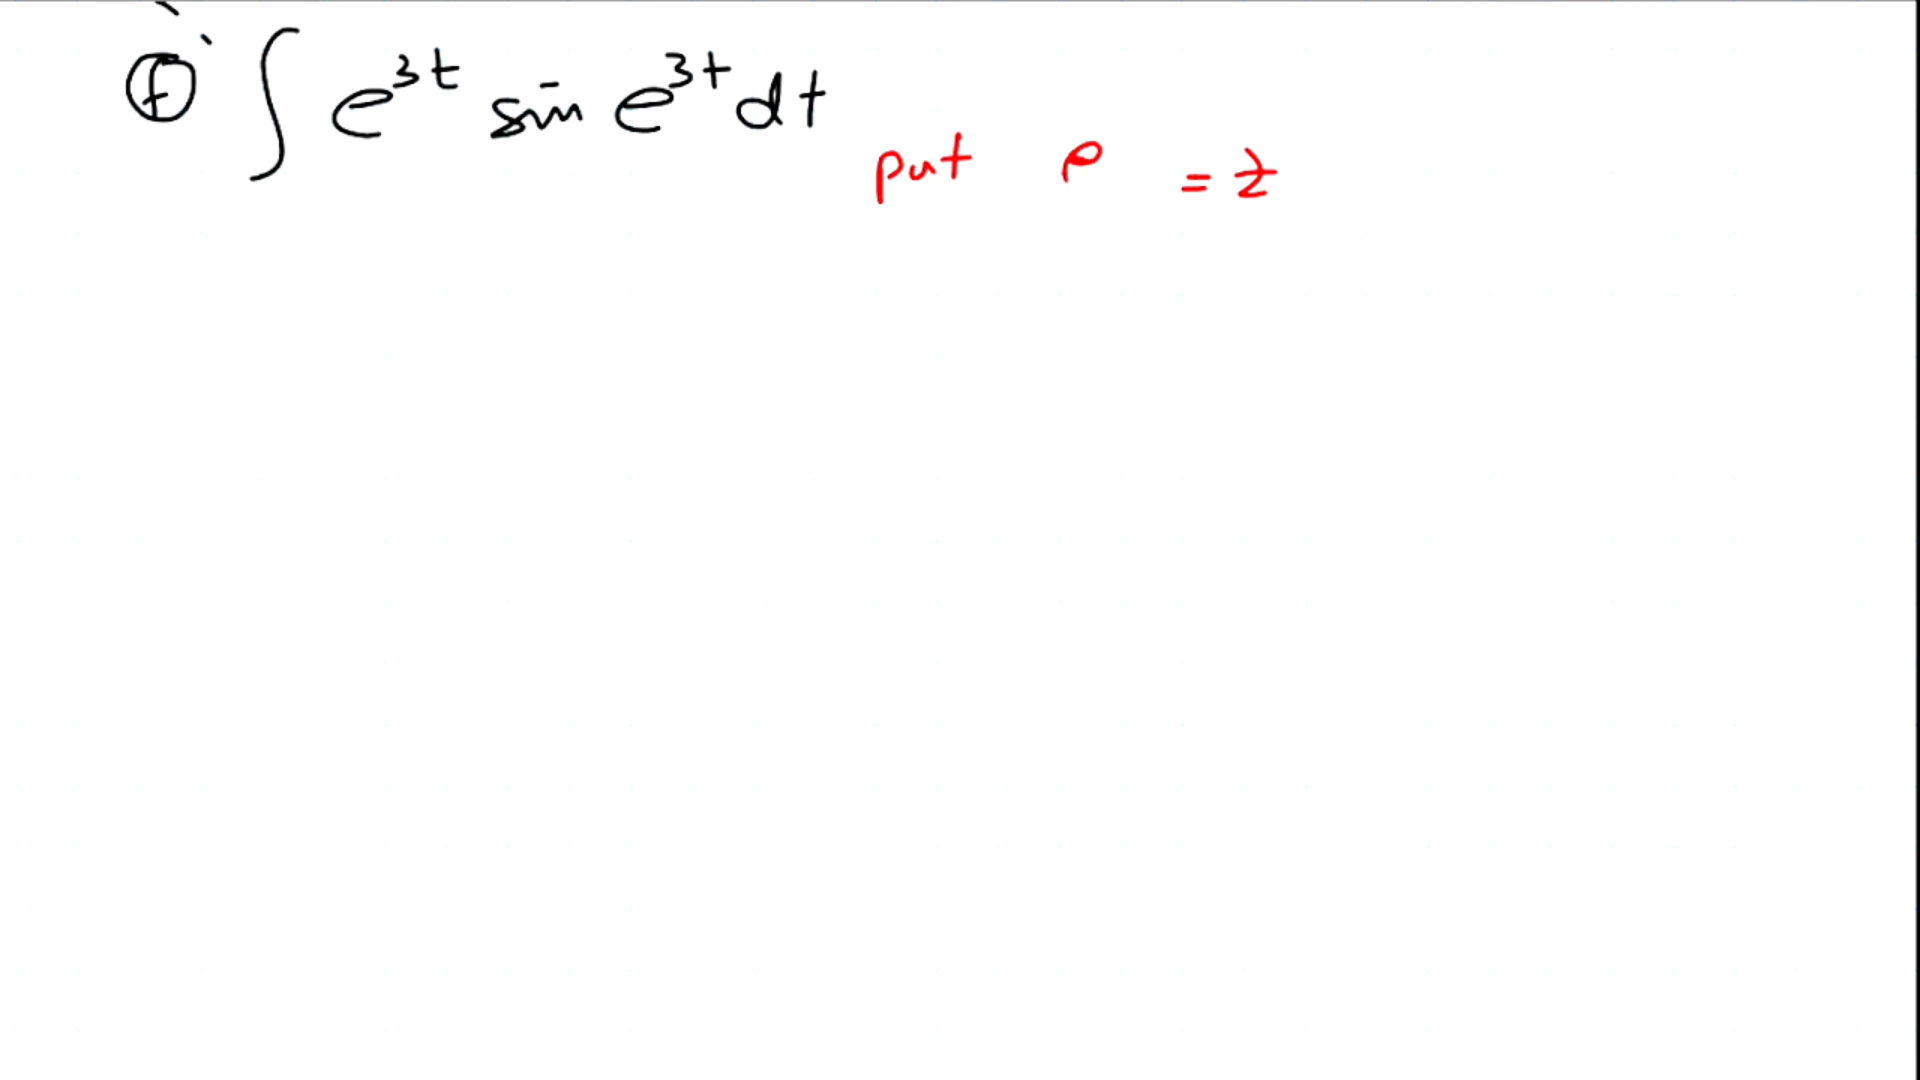 ⓕ ∫ e^{3t} sin e^{3t} dt
put e = z